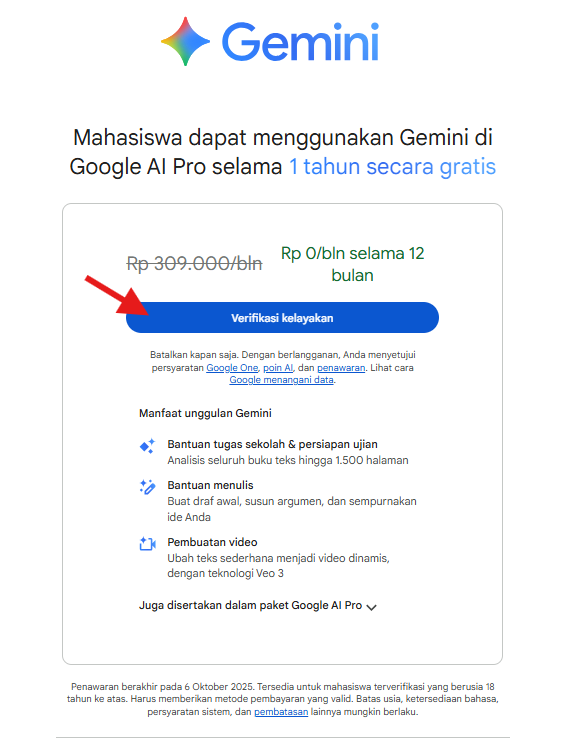 Gemini
Mahasiswa dapat menggunakan Gemini di
Google AI Pro selama 1 tahun secara gratis
Rp 309.000/bln
Rp 0/bln selama 12
bulan
Verifikasi kelayakan
Batalkan kapan saja. Dengan berlangganan, Anda menyetujui
persyaratan Google One, poin AI, dan penawaran. Lihat cara
Google menangani data.
Manfaat unggulan Gemini
Bantuan tugas sekolah & persiapan ujian
Analisis seluruh buku teks hingga 1.500 halaman
Bantuan menulis
Buat draf awal, susun argumen, dan sempurnakan
ide Anda
Pembuatan video
Ubah teks sederhana menjadi video dinamis,
dengan teknologi Veo 3
Juga disertakan dalam paket Google AI Pro
Penawaran berakhir pada 6 Oktober 2025. Tersedia untuk mahasiswa terverifikasi yang berusia 18
tahun ke atas. Harus memberikan metode pembayaran yang valid. Batas usia, ketersediaan bahasa,
persyaratan sistem, dan pembatasan lainnya mungkin berlaku.